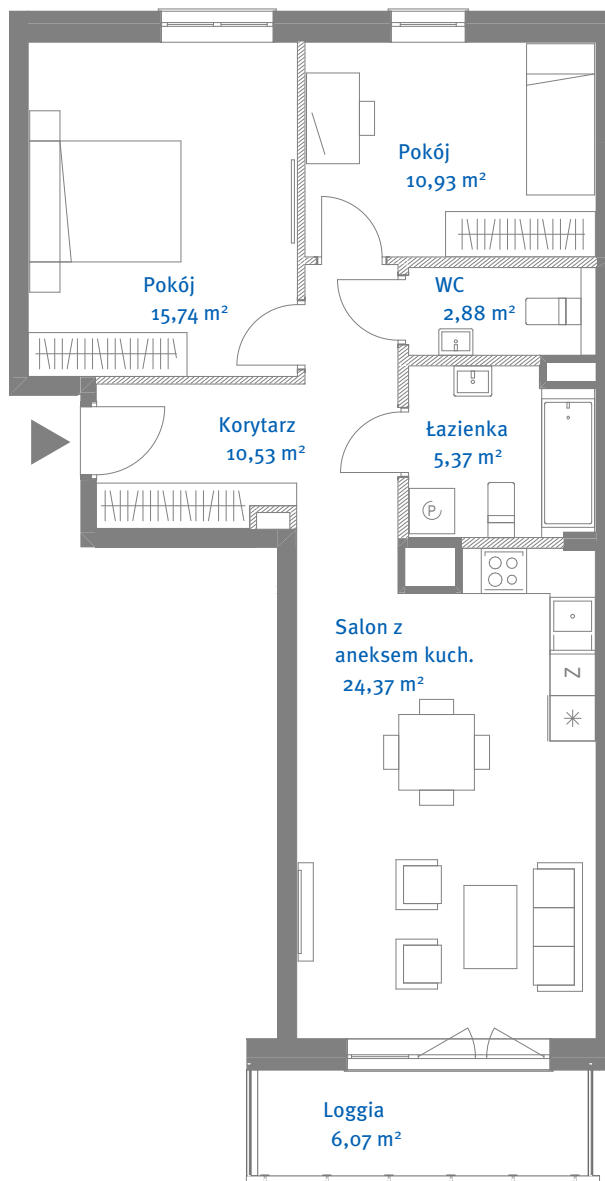 Pokój
10,93 m²
Pokój
15,74 m²
WC
2,88 m²
Korytarz
10,53 m²
Łazienka
5,37 m²
P
Salon z
aneksem kuch.
24,37 m²
Z
Loggia
6,07 m²